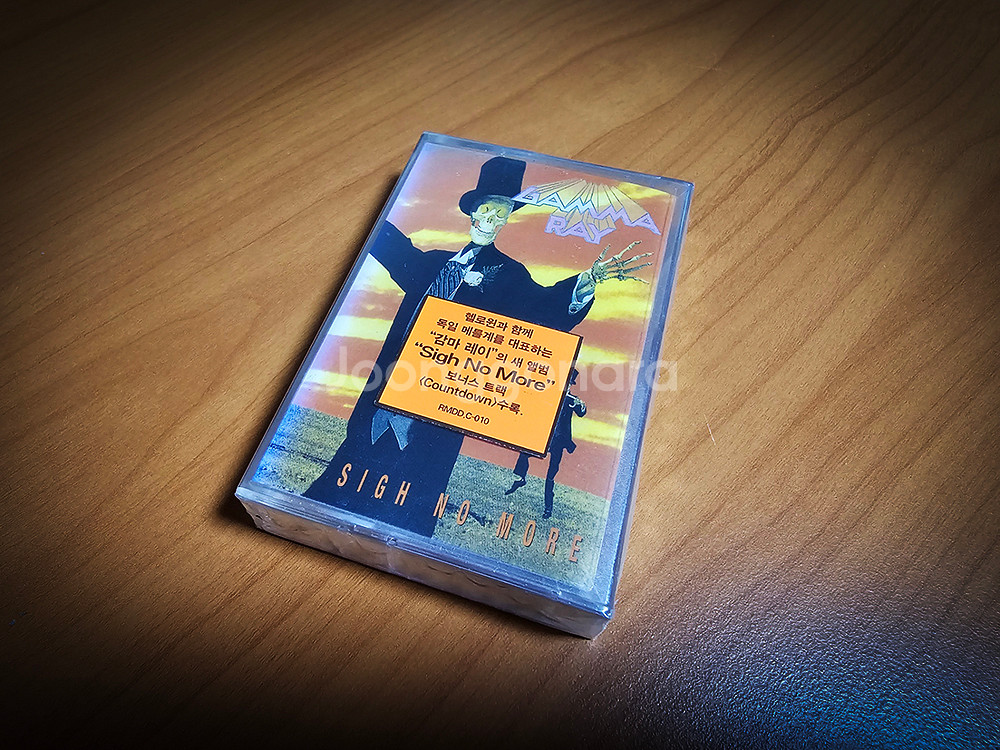 GAMMA
RAY
헬로윈과 함께
독일 메틀계를 대표하는
"감마 레이"의 새 앨범
"Sigh No More"
보너스 트랙
〈Countdown〉수록.
RMDD.C-010
SIGH NO MORE
Joonggonara